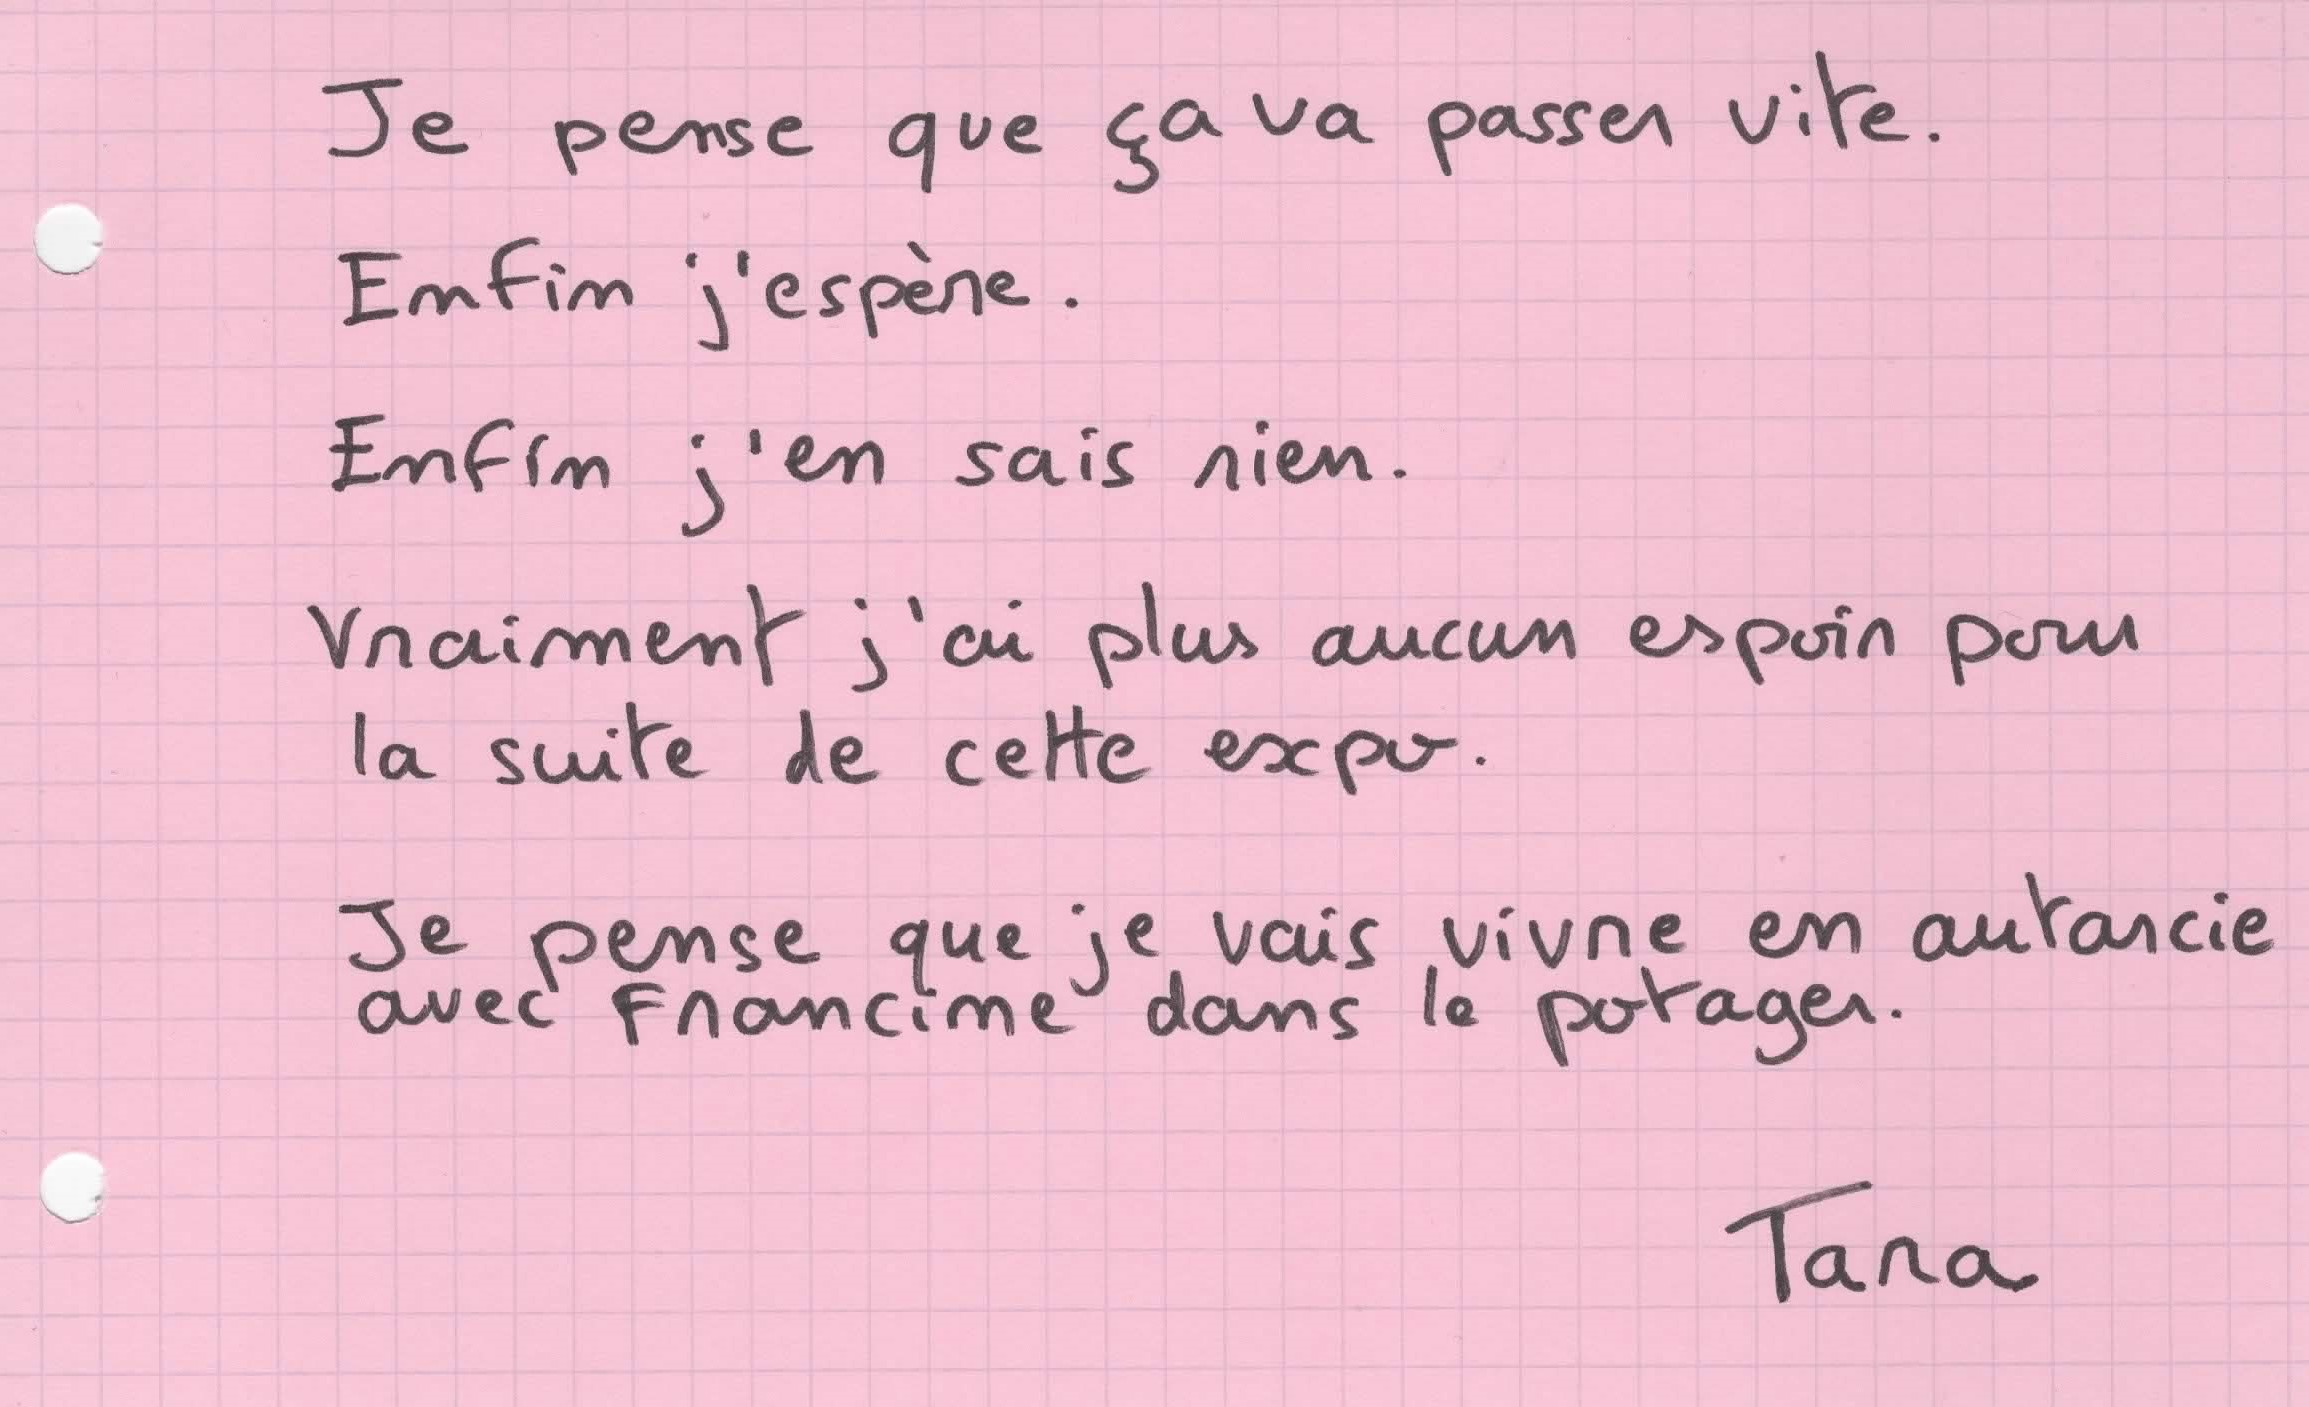 Je pense que ça va passer vite.
Enfin j'espère.
Enfin j'en sais rien.
Vraiment j'ai plus aucun espoir pour
la suite de cette expo.
Je pense que je vais vivre en autarcie
avec Francine dans le potager.
Tara